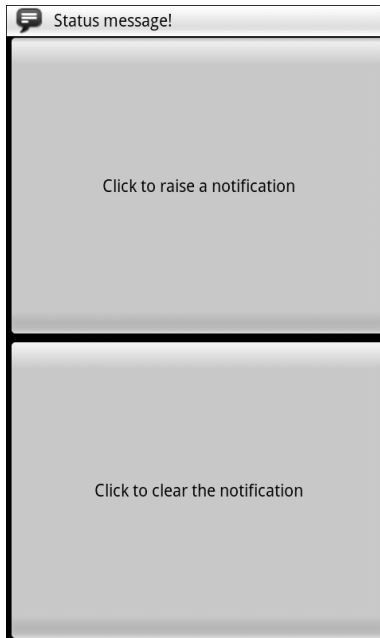 Status message!
Click to raise a notification
Click to clear the notification